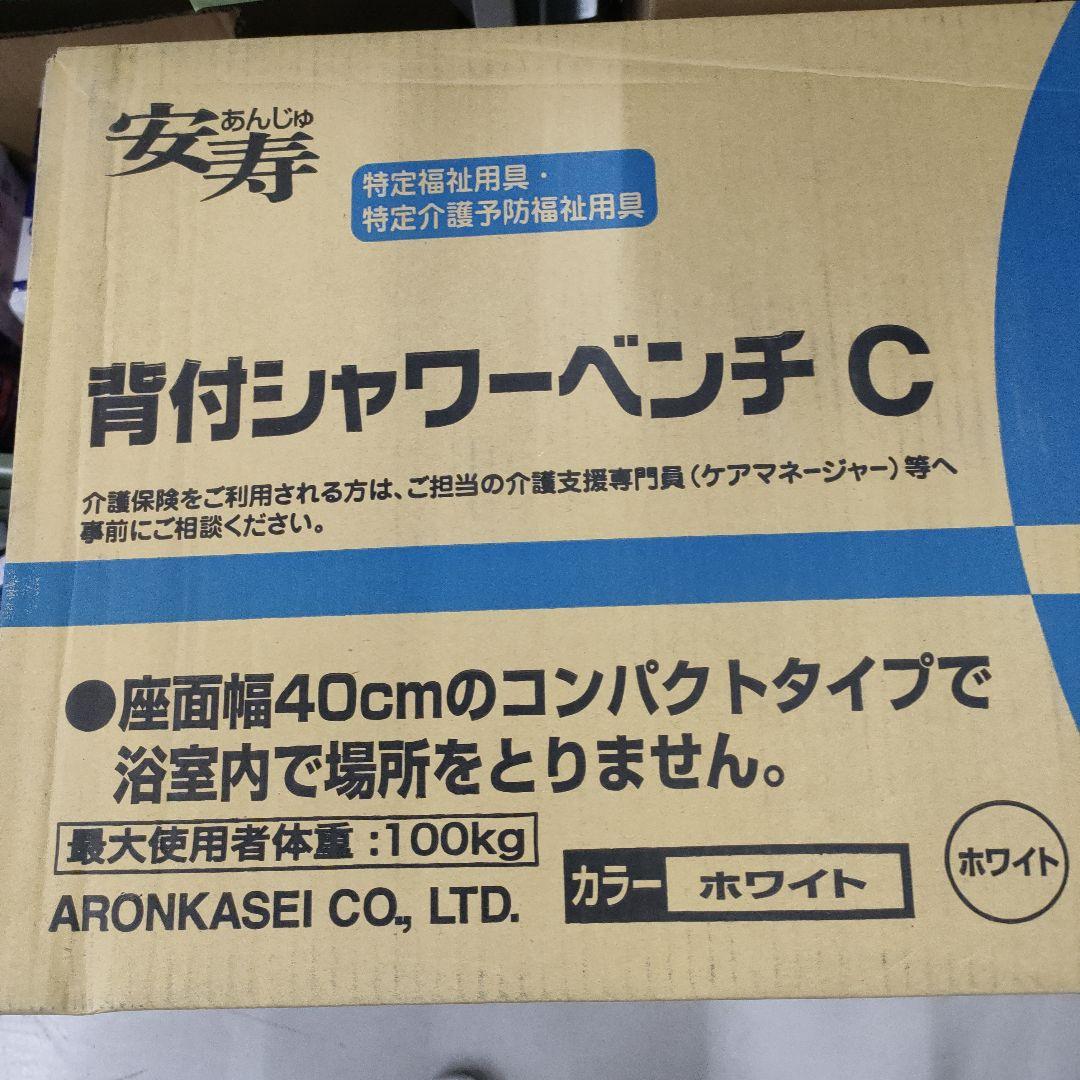 あんじゅ
安寿
特定福祉用具・
特定介護予防福祉用具
背付シャワーベンチ C
介護保険をご利用される方は、ご担当の介護支援専門員(ケアマネージャー)等へ
事前にご相談ください。
●座面幅40cmのコンパクトタイプで
浴室内で場所をとりません。
最大使用者体重:100kg
ARONKASEI CO., LTD.
カラー ホワイト
ホワイト